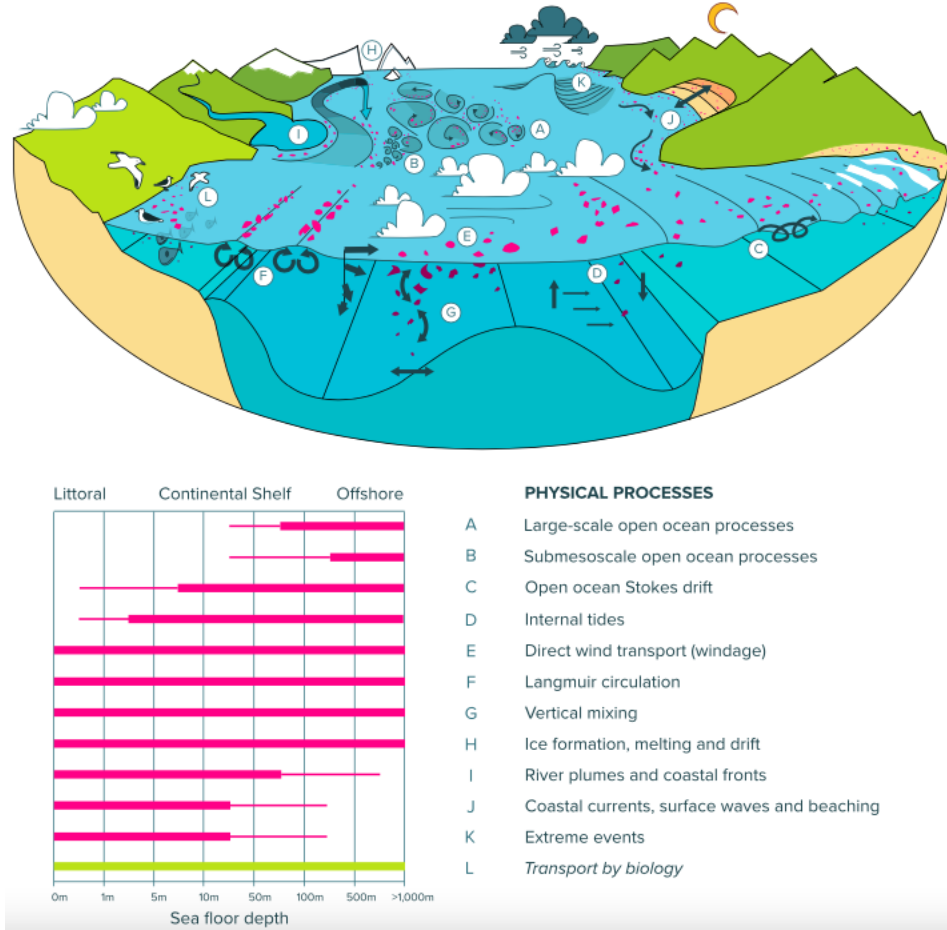 H
K
I
A
J
B
L
E
C
F
D
G
Littoral Continental Shelf Offshore
PHYSICAL PROCESSES
A Large-scale open ocean processes
B Submesoscale open ocean processes
C Open ocean Stokes drift
D Internal tides
E Direct wind transport (windage)
F Langmuir circulation
G Vertical mixing
H Ice formation, melting and drift
I River plumes and coastal fronts
J Coastal currents, surface waves and beaching
K Extreme events
L Transport by biology
0m 1m 5m 10m 50m 100m 500m >1,000m
Sea floor depth